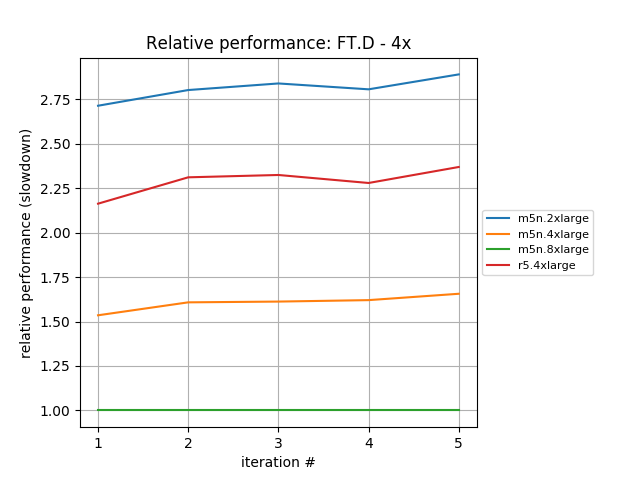 Relative performance: FT.D - 4x
relative performance (slowdown)
2.75
2.50
2.25
2.00
1.75
1.50
1.25
1.00
1 2 3 4 5
iteration #
m5n.2xlarge
m5n.4xlarge
m5n.8xlarge
r5.4xlarge